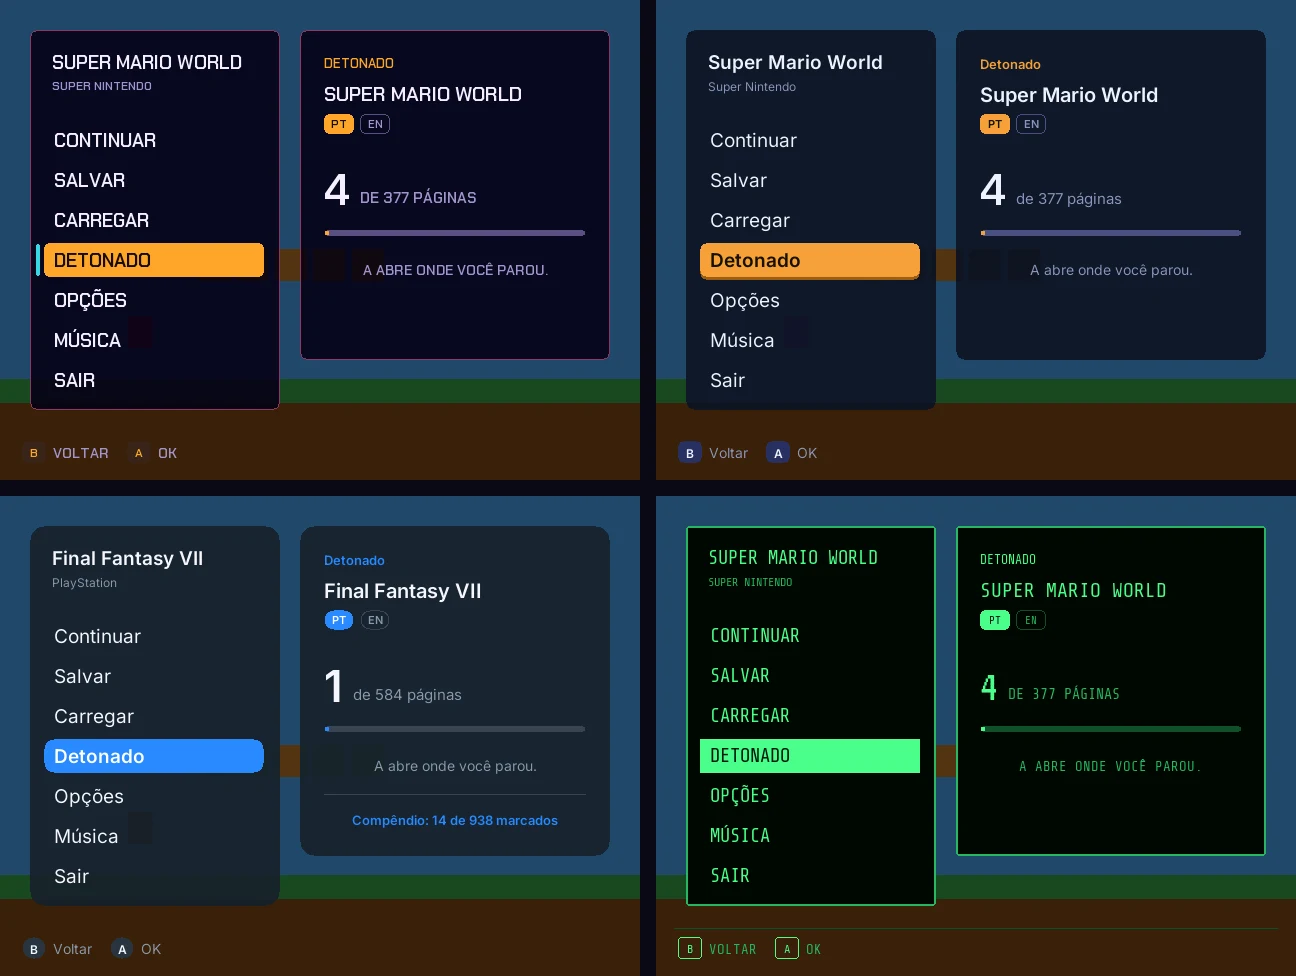 SUPER MARIO WORLD
SUPER NINTENDO
CONTINUAR
SALVAR
CARREGAR
DETONADO
OPÇÕES
MÚSICA
SAIR
DETONADO
SUPER MARIO WORLD
PT EN
4 DE 377 PÁGINAS
A ABRE ONDE VOCÊ PAROU.
B VOLTAR A OK
Super Mario World
Super Nintendo
Continuar
Salvar
Carregar
Detonado
Opções
Música
Sair
Detonado
Super Mario World
PT EN
4 de 377 páginas
A abre onde você parou.
B Voltar A OK
Final Fantasy VII
PlayStation
Continuar
Salvar
Carregar
Detonado
Opções
Música
Sair
Detonado
Final Fantasy VII
PT EN
1 de 584 páginas
A abre onde você parou.
Compêndio: 14 de 938 marcados
B Voltar A OK
SUPER MARIO WORLD
SUPER NINTENDO
CONTINUAR
SALVAR
CARREGAR
DETONADO
OPÇÕES
MÚSICA
SAIR
DETONADO
SUPER MARIO WORLD
PT EN
4 DE 377 PÁGINAS
A ABRE ONDE VOCÊ PAROU.
B VOLTAR A OK